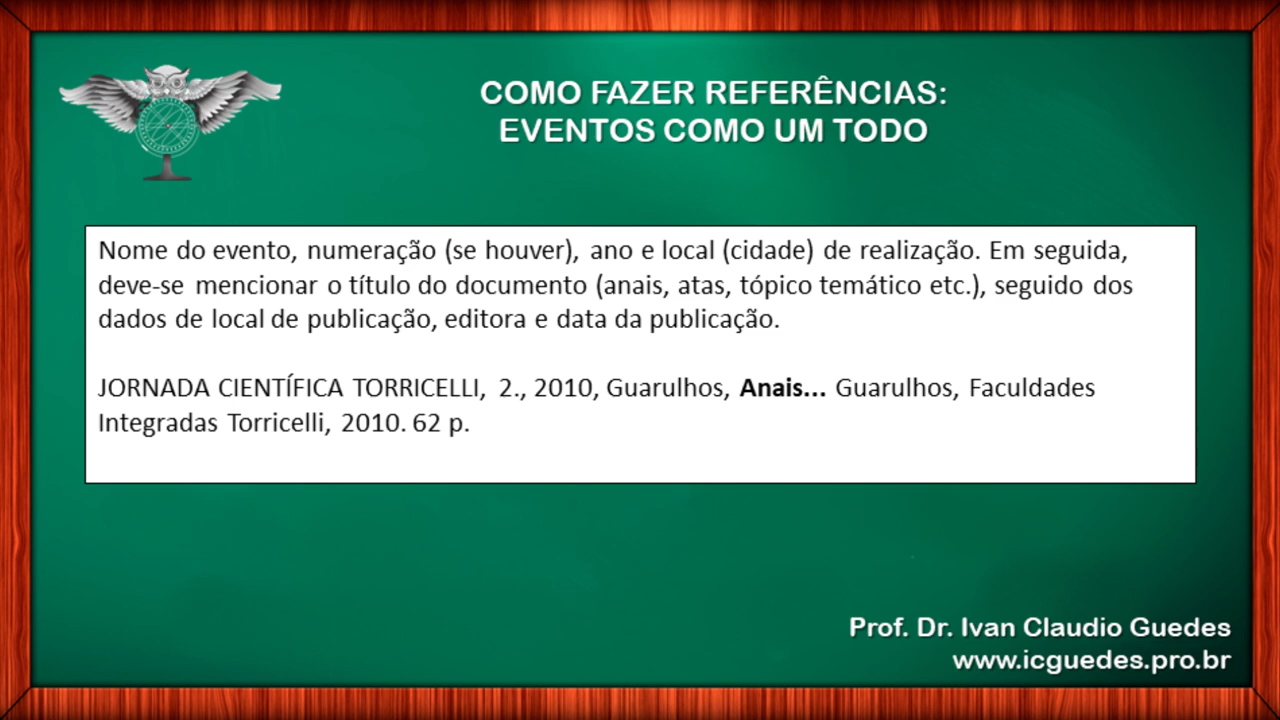 COMO FAZER REFERÊNCIAS:
EVENTOS COMO UM TODO
Nome do evento, numeração (se houver), ano e local (cidade) de realização. Em seguida,
deve-se mencionar o título do documento (anais, atas, tópico temático etc.), seguido dos
dados de local de publicação, editora e data da publicação.
JORNADA CIENTÍFICA TORRICELLI, 2., 2010, Guarulhos, Anais... Guarulhos, Faculdades
Integradas Torricelli, 2010. 62 p.
Prof. Dr. Ivan Claudio Guedes
www.icguedes.pro.br